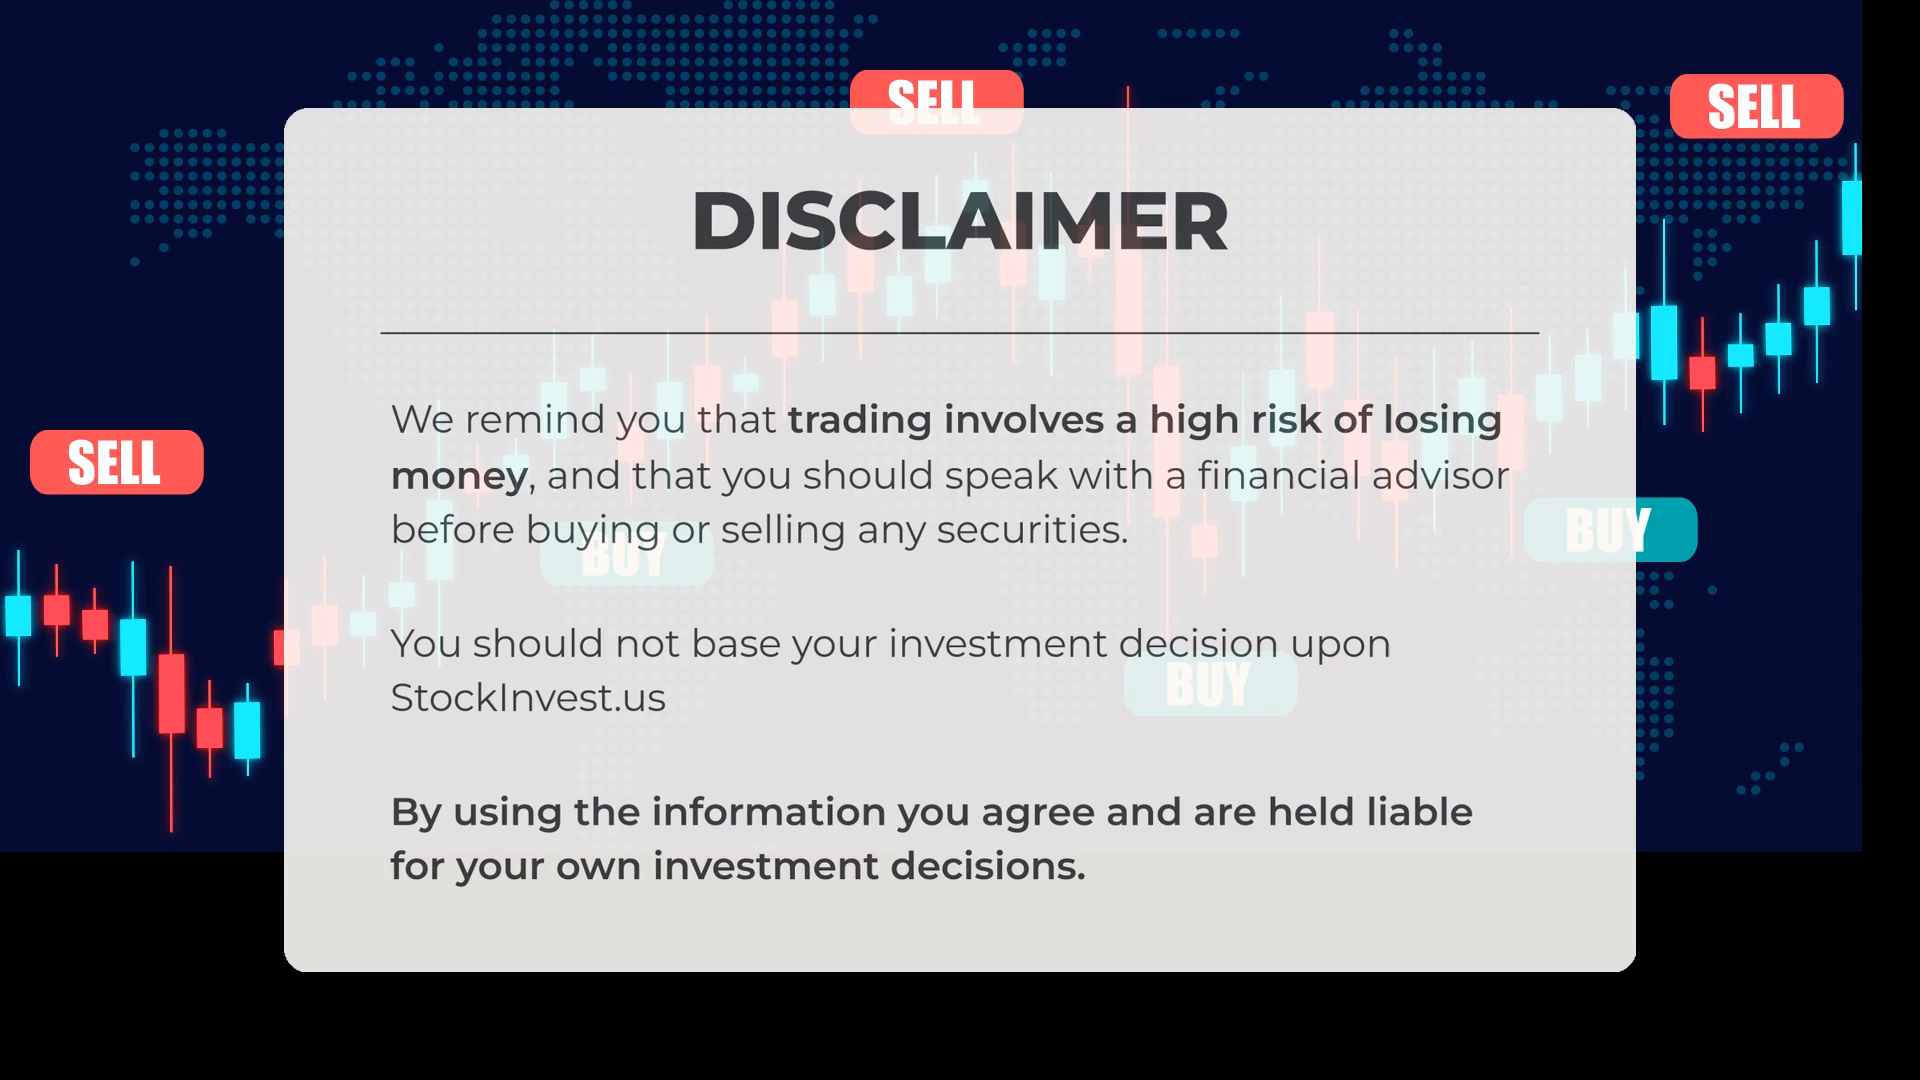 SELL
SELL
DISCLAIMER
We remind you that trading involves a high risk of losing
money, and that you should speak with a financial advisor
before buying or selling any securities.
SELL
BUY
BUY
You should not base your investment decision upon
StockInvest.us
BUY
By using the information you agree and are held liable
for your own investment decisions.